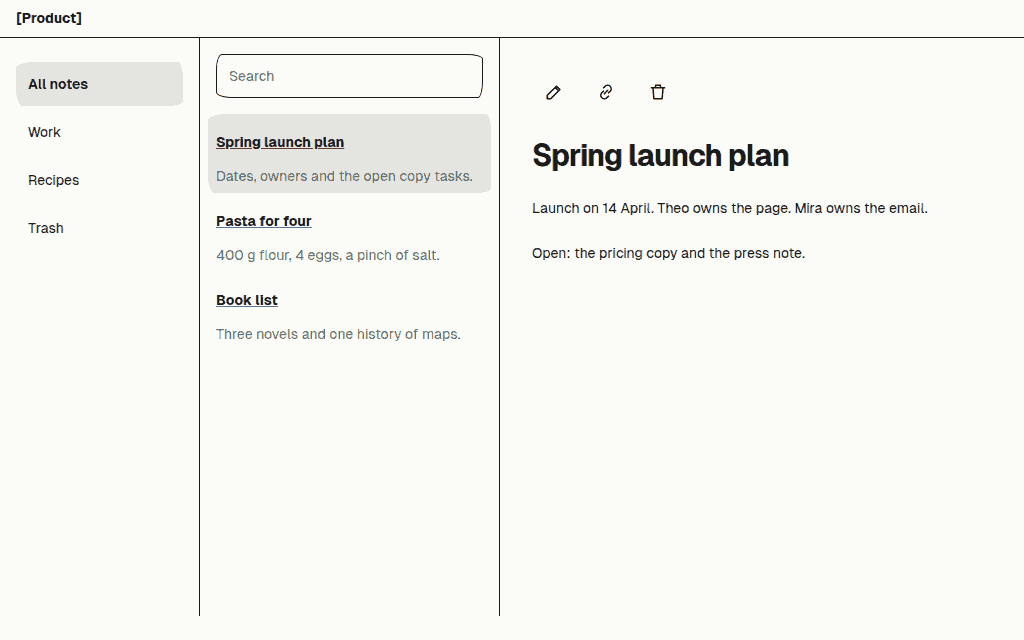 [Product]
All notes
Work
Recipes
Trash
Search
Spring launch plan
Dates, owners and the open copy tasks.
Pasta for four
400 g flour, 4 eggs, a pinch of salt.
Book list
Three novels and one history of maps.
Spring launch plan
Launch on 14 April. Theo owns the page. Mira owns the email.
Open: the pricing copy and the press note.